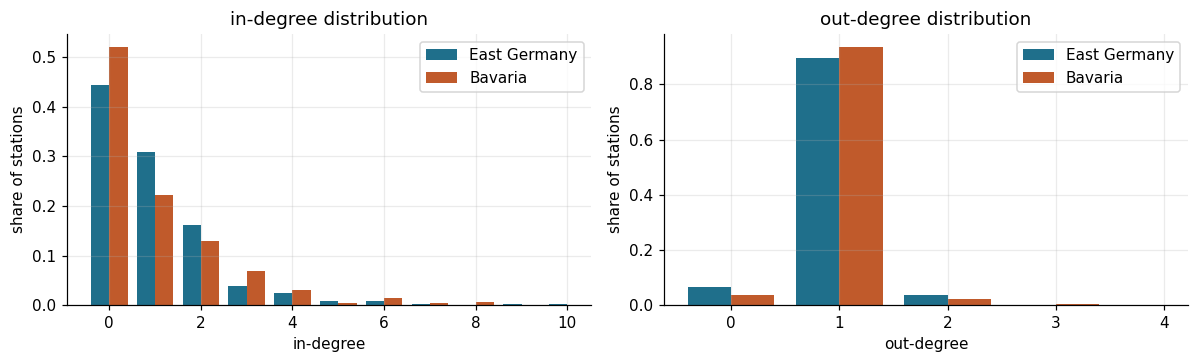 in-degree distribution
share of stations
0.5
0.4
0.3
0.2
0.1
0.0
East Germany
Bavaria
0 2 4 6 8 10
in-degree
out-degree distribution
share of stations
0.8
0.6
0.4
0.2
0.0
East Germany
Bavaria
0 1 2 3 4
out-degree